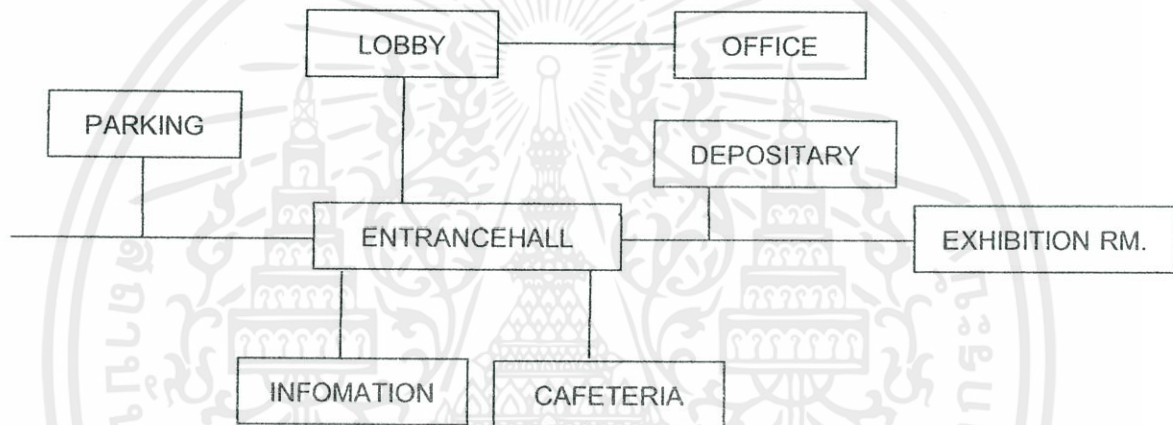 LOBBY
OFFICE
PARKING
DEPOSITARY
ENTRANCEHALL
EXHIBITION RM.
INFOMATION
CAFETERIA